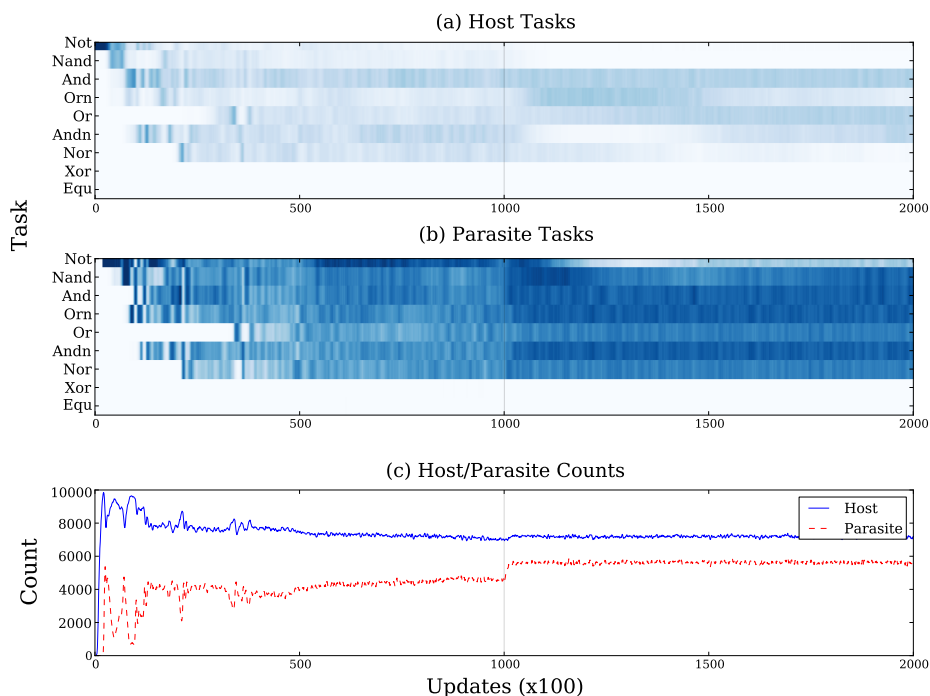 (a) Host Tasks
Not
Nand
And
Orn
Or
Andn
Nor
Xor
Equ
0 500 1000 1500 2000
Task
(b) Parasite Tasks
Not
Nand
And
Orn
Or
Andn
Nor
Xor
Equ
0 500 1000 1500 2000
(c) Host/Parasite Counts
10000
8000
6000
4000
2000
0
Count
Host
Parasite
0 500 1000 1500 2000
Updates (x100)